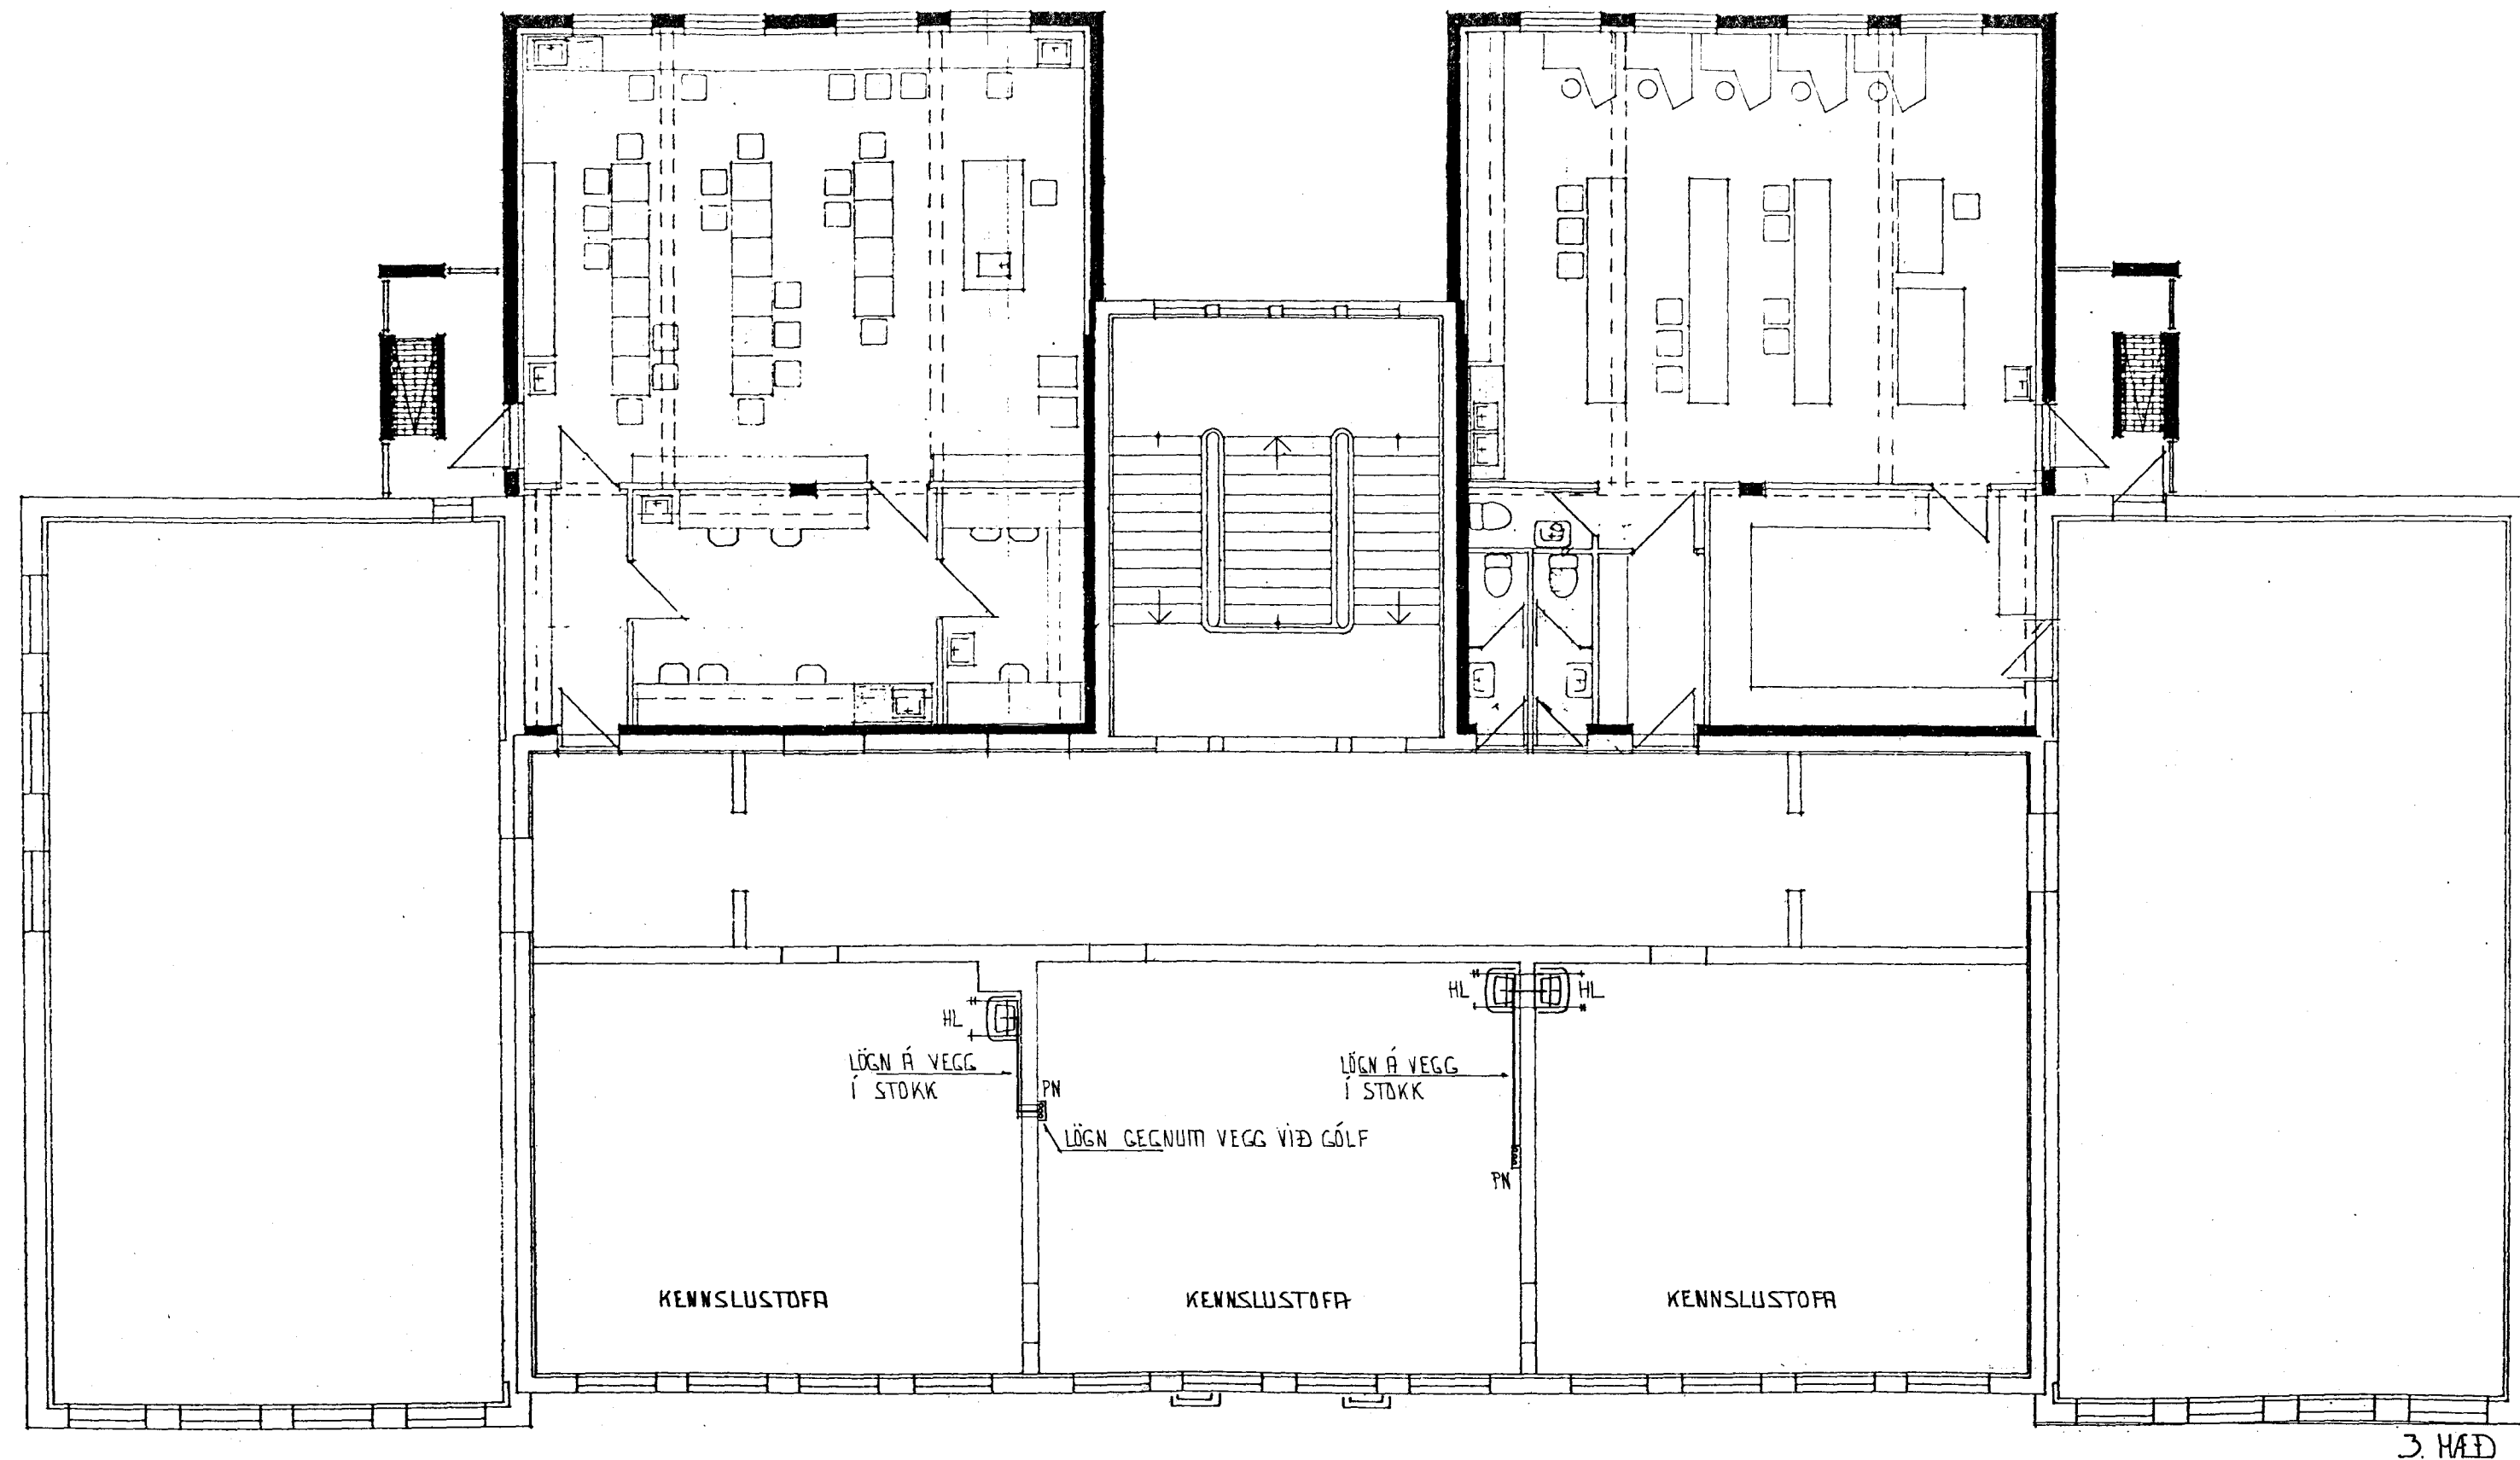 HL
HL
HL
LÖGN Á VEGG
Í STOKK
LÖGN Á VEGG
Í STOKK
PN
LÖGN GEGNUM VEGG VIÐ GÓLF
PN
KENNSLUSTOFA
KENNSLUSTOFA
KENNSLUSTOFA
3. HÆÐ